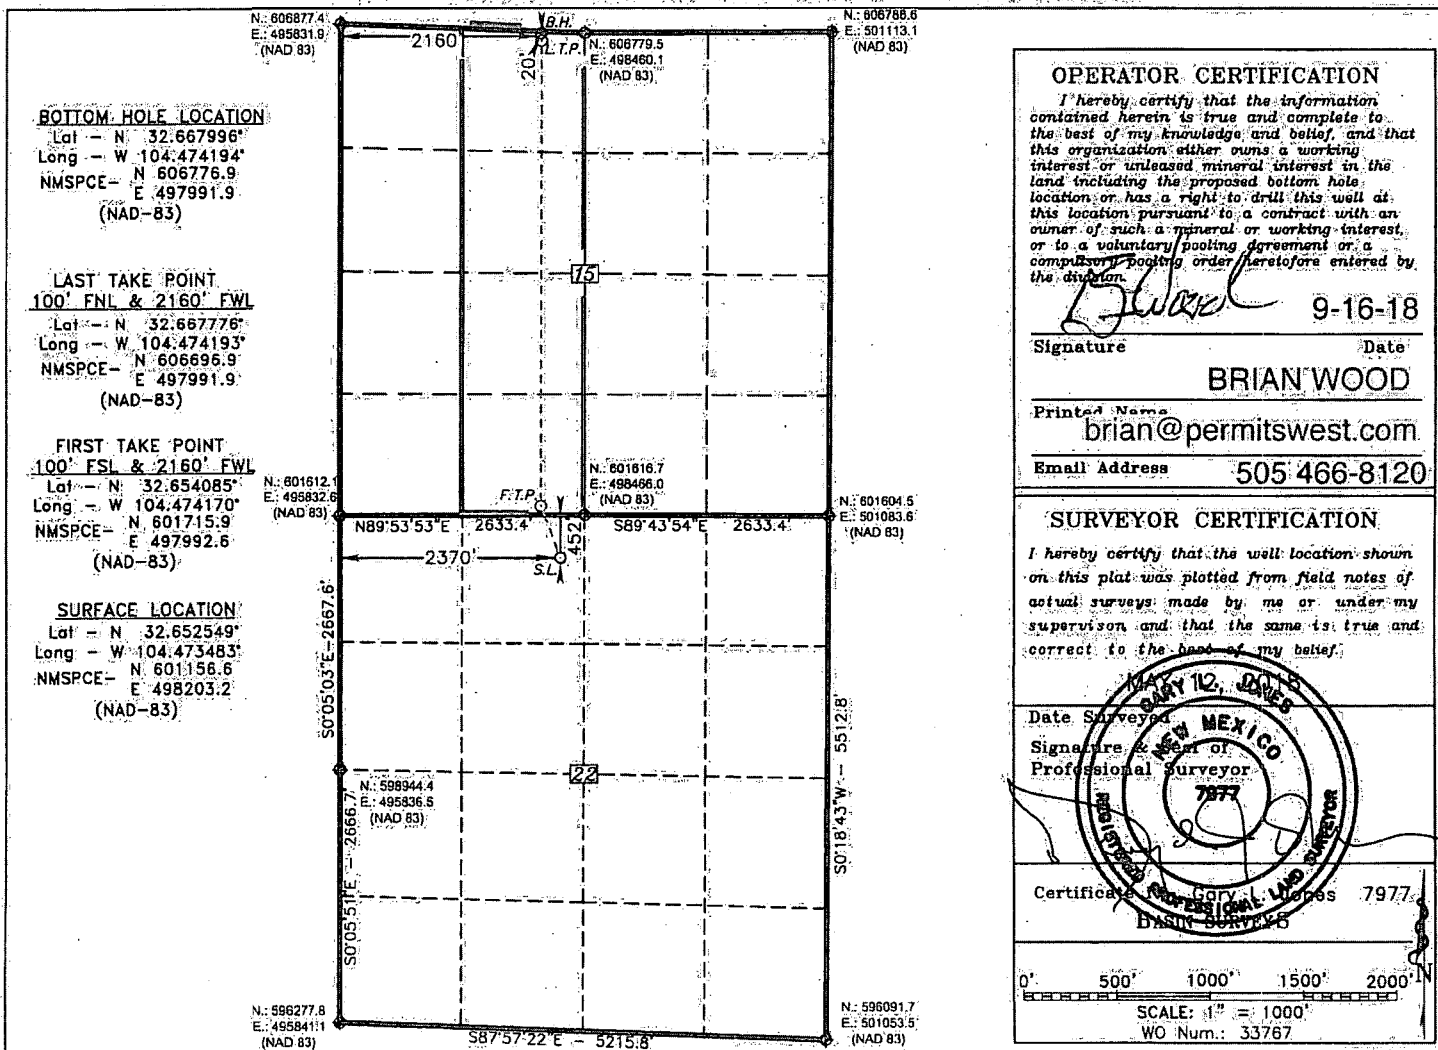 N.: 606877.4
E.: 495831.9
(NAD 83)
2160'
B.H.
L.T.P.
20'
N.: 606779.5
E.: 498460.1
(NAD 83)
N.: 606788.6
E.: 501113.1
(NAD 83)
BOTTOM HOLE LOCATION
Lat - N 32.667996°
Long - W 104.474194°
NMSPCE- N 606776.9
E 497991.9
(NAD-83)
LAST TAKE POINT
100' FNL & 2160' FWL
Lat - N 32.667776°
Long - W 104.474193°
NMSPCE- N 606696.9
E 497991.9
(NAD-83)
FIRST TAKE POINT
100' FSL & 2160' FWL
Lat - N 32.654085°
Long - W 104.474170°
NMSPCE- N 601715.9
E 497992.6
(NAD-83)
SURFACE LOCATION
Lat - N 32.652549°
Long - W 104.473483°
NMSPCE- N 601156.6
E 498203.2
(NAD-83)
15
N.: 601612.1
E.: 495832.6
(NAD 83)
F.T.P.
N.: 601616.7
E.: 498466.0
(NAD 83)
N.: 601604.5
E.: 501083.6
(NAD 83)
N89°53'53"E 2633.4'
S89°43'54"E 2633.4'
452'
2370'
S.L.
S0°05'03"E-2667.6'
22
N.: 598944.4
E.: 495836.5
(NAD 83)
S0°05'51"E - 2666.7'
S0°18'43"W - 5512.8'
N.: 596277.8
E.: 495841.1
(NAD 83)
S87°57'22"E - 5215.8'
N.: 596091.7
E.: 501053.5
(NAD 83)
OPERATOR CERTIFICATION
I hereby certify that the information
contained herein is true and complete to
the best of my knowledge and belief, and that
this organization either owns a working
interest or unleased mineral interest in the
land including the proposed bottom hole
location or has a right to drill this well at
this location pursuant to a contract with an
owner of such a mineral or working interest,
or to a voluntary pooling agreement or a
compulsory pooling order heretofore entered by
the division.
9-16-18
Signature Date
BRIAN WOOD
Printed Name
brian@permitswest.com
Email Address 505 466-8120
SURVEYOR CERTIFICATION
I hereby certify that the well location shown
on this plat was plotted from field notes of
actual surveys made by me or under my
supervison and that the same is true and
correct to the best of my belief.
MAY 12, 2018
Date Surveyed
Signature & Seal of
Professional Surveyor
GARY L. JONES
NEW MEXICO
7977
REGISTERED PROFESSIONAL LAND SURVEYOR
Certificate Gary L. Jones 7977
BASIN SURVEYS
0' 500' 1000' 1500' 2000'
N
SCALE: 1" = 1000'
WO Num.: 33767